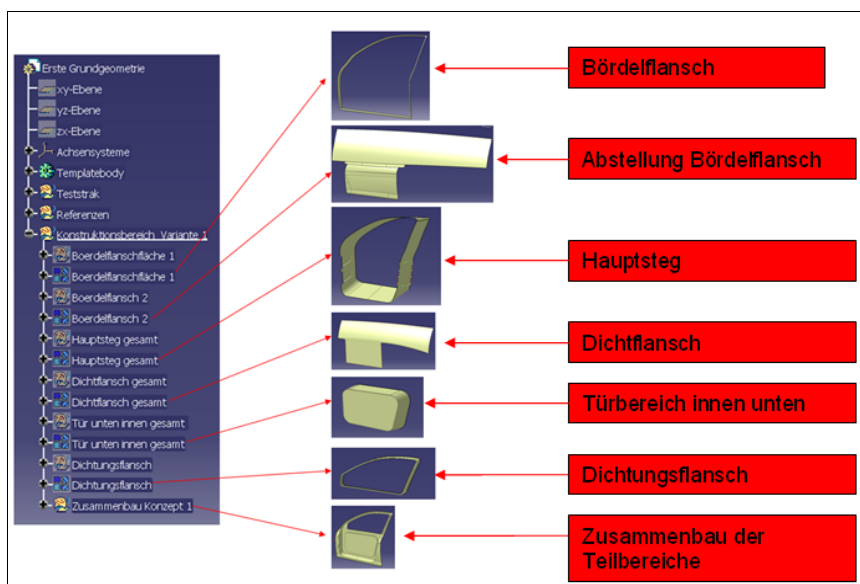 Erste Grundgeometrie
xy-Ebene
yz-Ebene
zx-Ebene
Achsensysteme
Templatebody
Teststrak
Referenzen
Konstruktionsbereich_Variante_1
Boerdelflanschfläche 1
Boerdelflanschfläche 1
Boerdelflansch 2
Boerdelflansch 2
Hauptsteg gesamt
Hauptsteg gesamt
Dichtflansch gesamt
Dichtflansch gesamt
Tür unten innen gesamt
Tür unten innen gesamt
Dichtungsflansch
Dichtungsflansch
Zusammenbau Konzept 1
Bördelflansch
Abstellung Bördelflansch
Hauptsteg
Dichtflansch
Türbereich innen unten
Dichtungsflansch
Zusammenbau der
Teilbereiche